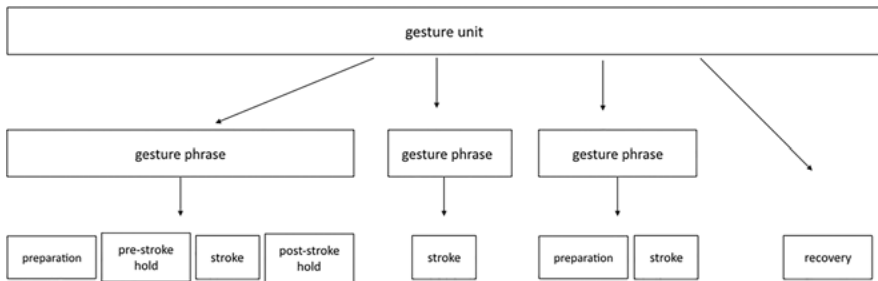 gesture unit
gesture phrase
gesture phrase
gesture phrase
preparation
pre-stroke
hold
stroke
post-stroke
hold
stroke
preparation
stroke
recovery